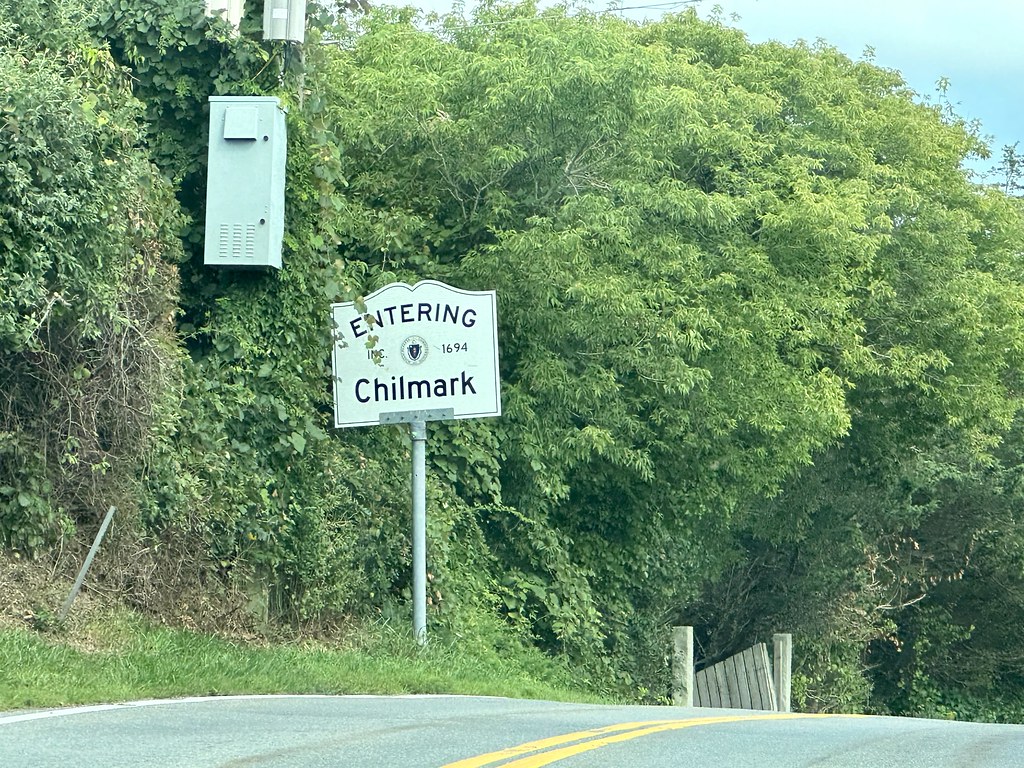 ENTERING
INC. 1694
Chilmark